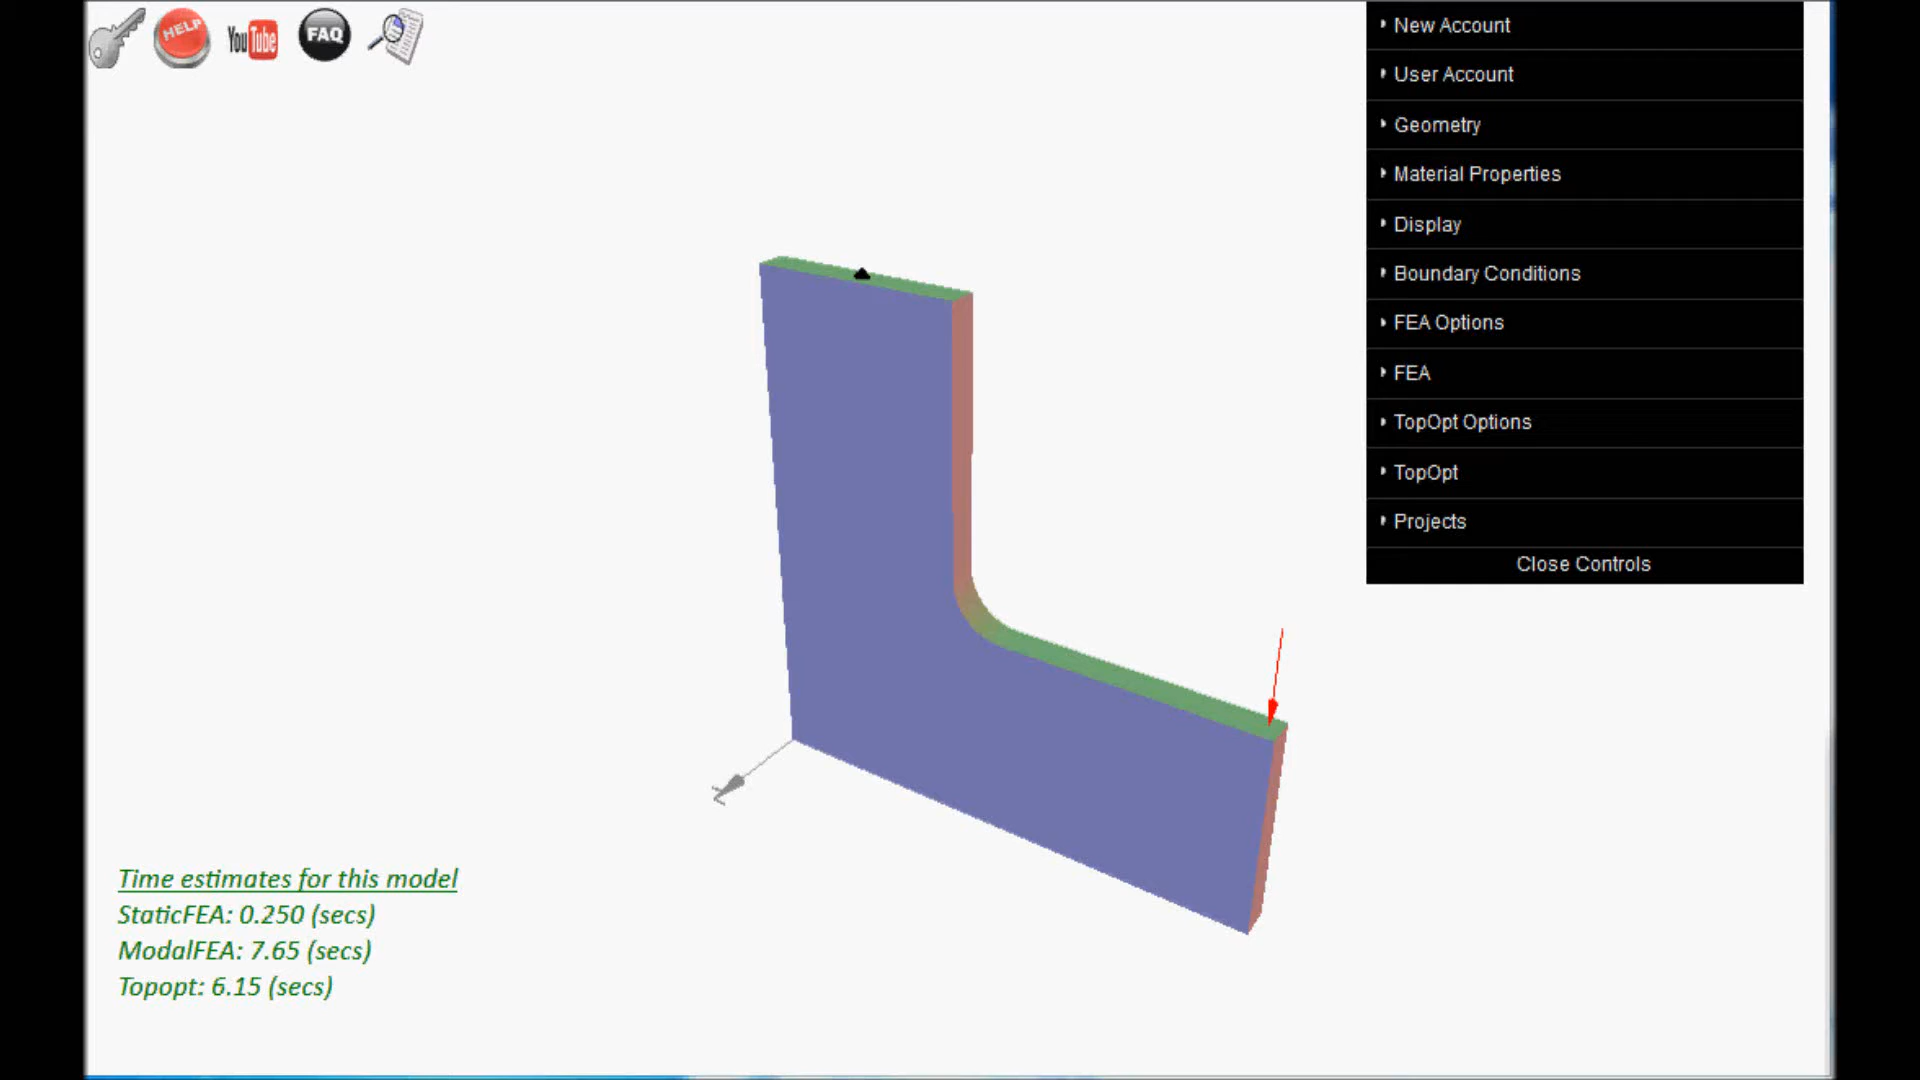 HELP
YouTube
FAQ
New Account
User Account
Geometry
Material Properties
Display
Boundary Conditions
FEA Options
FEA
TopOpt Options
TopOpt
Projects
Close Controls
Z
Time estimates for this model
StaticFEA: 0.250 (secs)
ModalFEA: 7.65 (secs)
Topopt: 6.15 (secs)